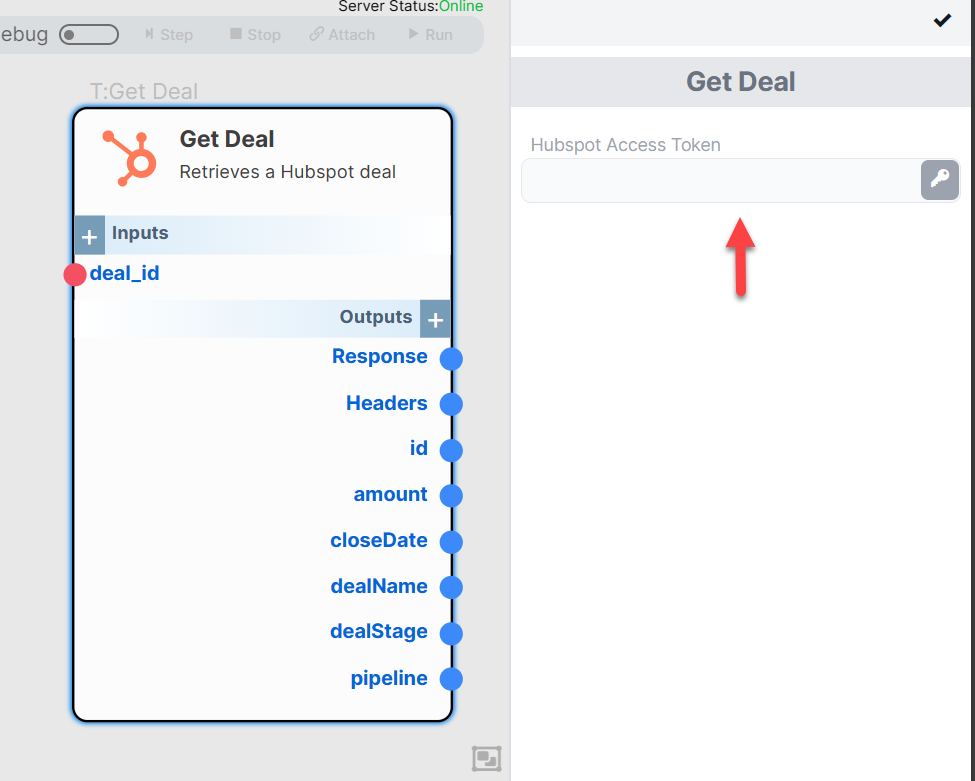 Server Status:Online
ebug Step Stop Attach Run
T:Get Deal
Get Deal
Retrieves a Hubspot deal
Inputs
deal_id
Outputs
Response
Headers
id
amount
closeDate
dealName
dealStage
pipeline
Get Deal
Hubspot Access Token